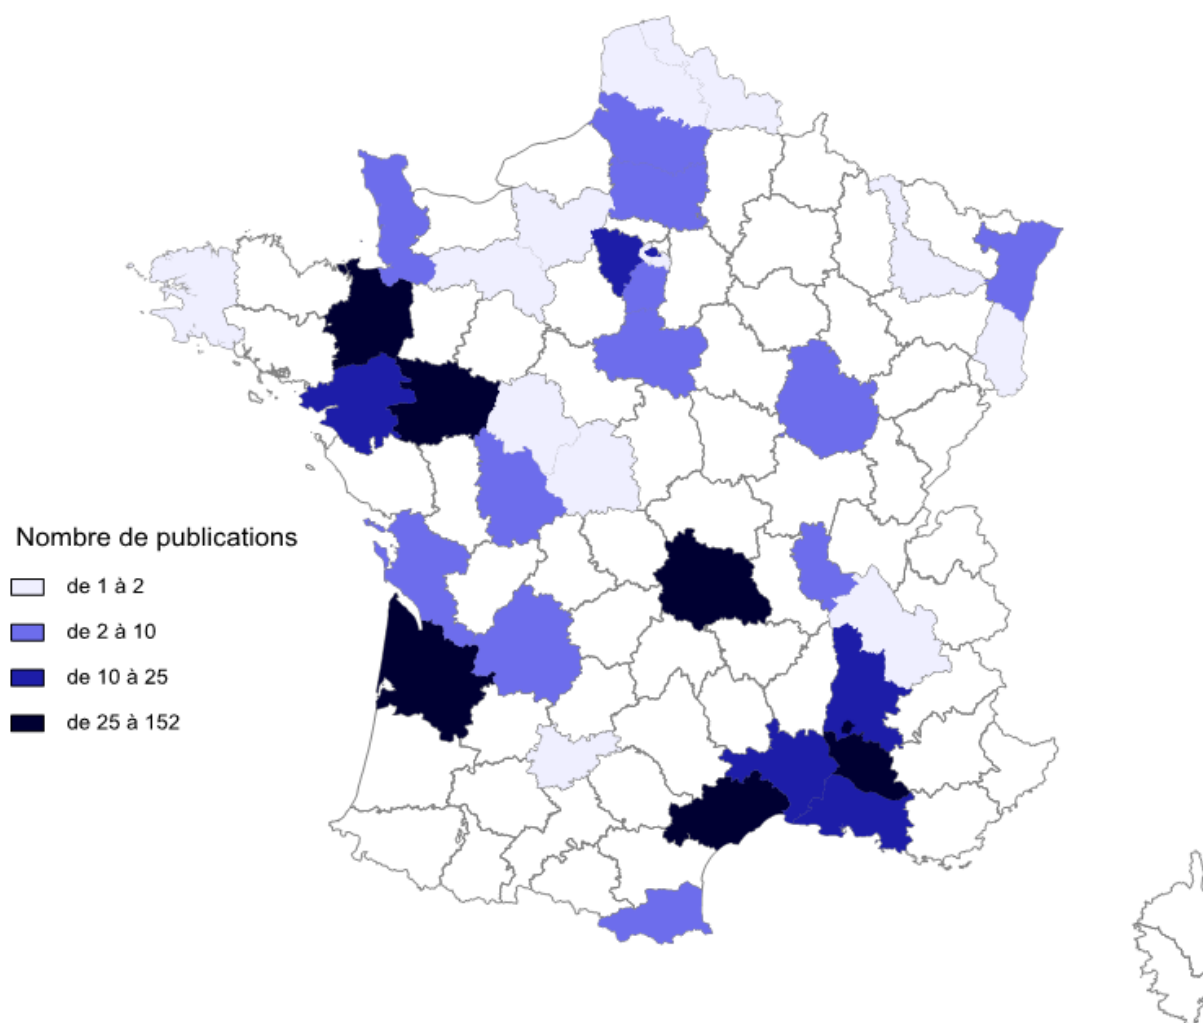 Nombre de publications
de 1 à 2
de 2 à 10
de 10 à 25
de 25 à 152